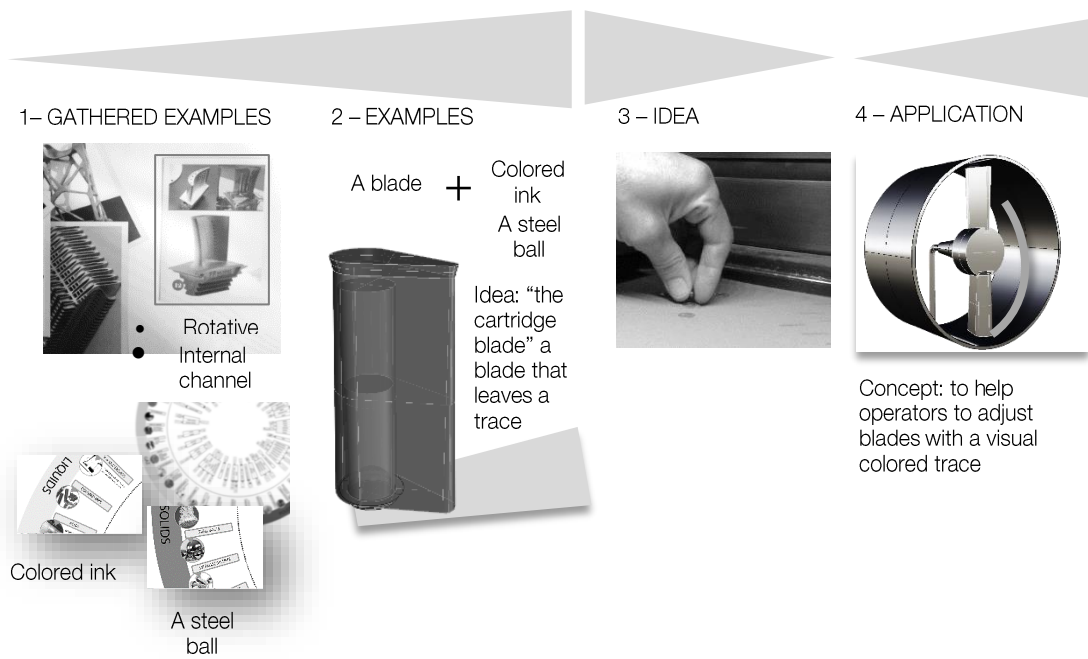 1– GATHERED EXAMPLES
Rotative
Internal
channel
LIQUIDS
SOLIDS
Colored ink
A steel
ball
2 – EXAMPLES
A blade
+
Colored
ink
A steel
ball
Idea: “the
cartridge
blade” a
blade that
leaves a
trace
3 – IDEA
4 – APPLICATION
Concept: to help
operators to adjust
blades with a visual
colored trace